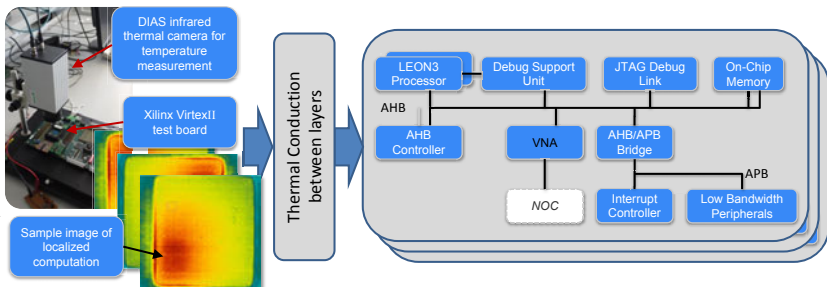 DIAS infrared
thermal camera for
temperature
measurement
Xilinx VirtexII
test board
Sample image of
localized
computation
Thermal Conduction
between layers
LEON3
Processor
Debug Support
Unit
JTAG Debug
Link
On-Chip
Memory
AHB
AHB
Controller
VNA
AHB/APB
Bridge
APB
NOC
Interrupt
Controller
Low Bandwidth
Peripherals